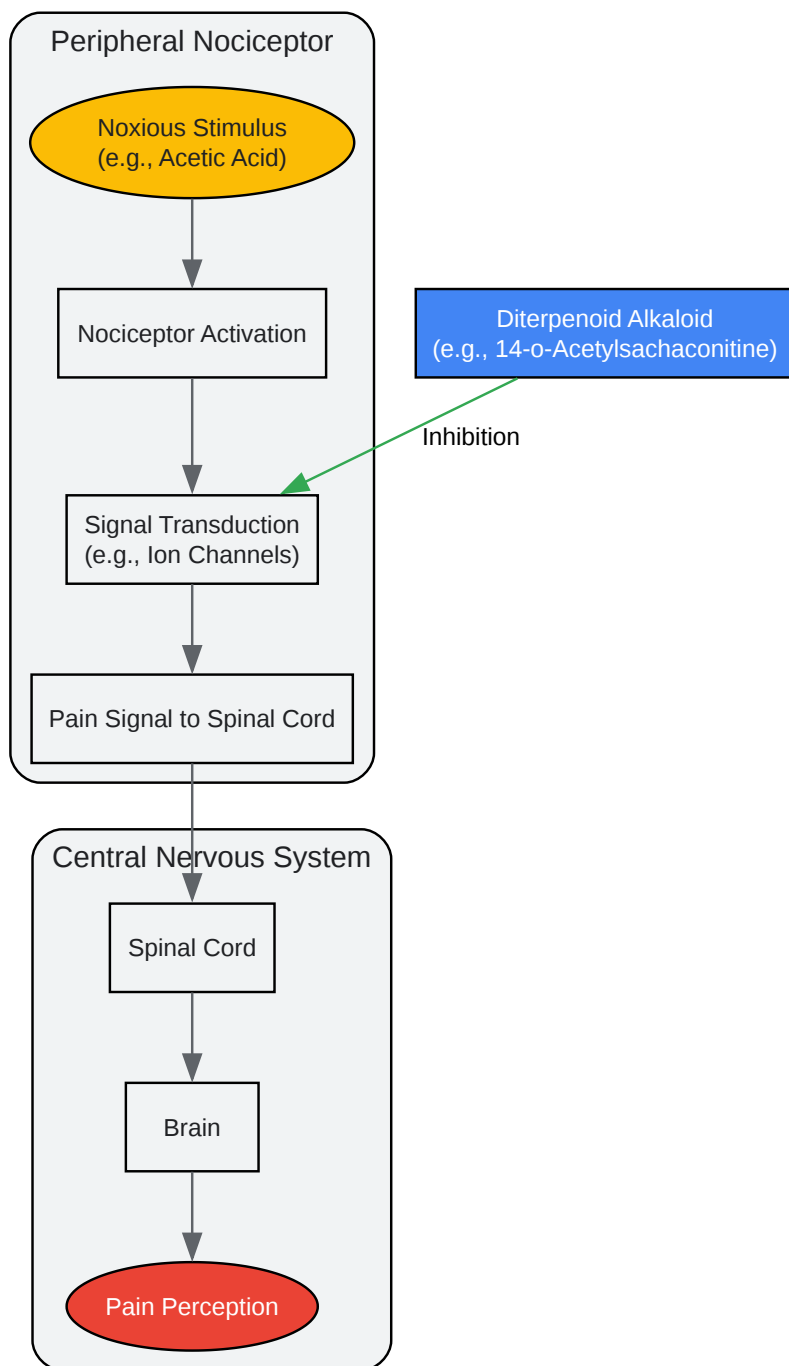 Peripheral Nociceptor
Noxious Stimulus
(e.g., Acetic Acid)
Nociceptor Activation
Diterpenoid Alkaloid
(e.g., 14-o-Acetylsachaconitine)
Inhibition
Signal Transduction
(e.g., Ion Channels)
Pain Signal to Spinal Cord
Central Nervous System
Spinal Cord
Brain
Pain Perception